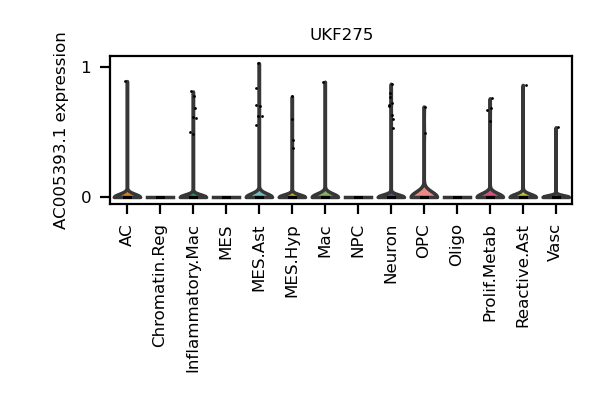 UKF275
AC005393.1 expression
1
0
AC
Chromatin.Reg
Inflammatory.Mac
MES
MES.Ast
MES.Hyp
Mac
NPC
Neuron
OPC
Oligo
Prolif.Metab
Reactive.Ast
Vasc